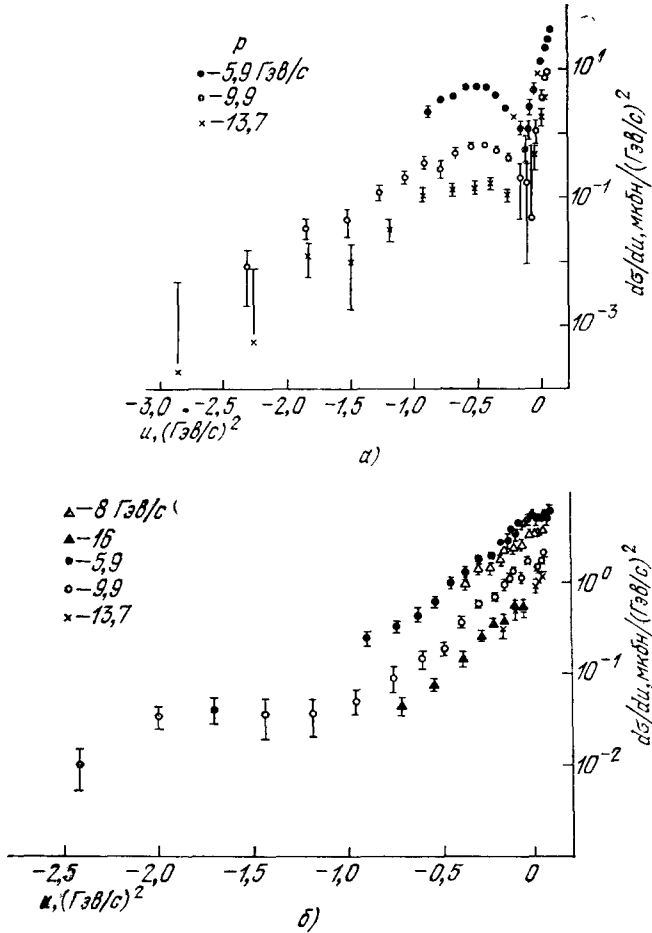 p
●—5,9 ГэВ/с
○—9,9
×—13,7
10¹
10⁻¹
10⁻³
dσ/du, мкбн/(ГэВ/с)²
−3,0 −2,5 −2,0 −1,5 −1,0 −0,5 0
u, (ГэВ/с)²
а)
△—8 ГэВ/с
▲—16
●—5,9
○—9,9
×—13,7
10⁰
10⁻¹
10⁻²
dσ/du, мкбн/(ГэВ/с)²
−2,5 −2,0 −1,5 −1,0 −0,5 0
u, (ГэВ/с)²
б)